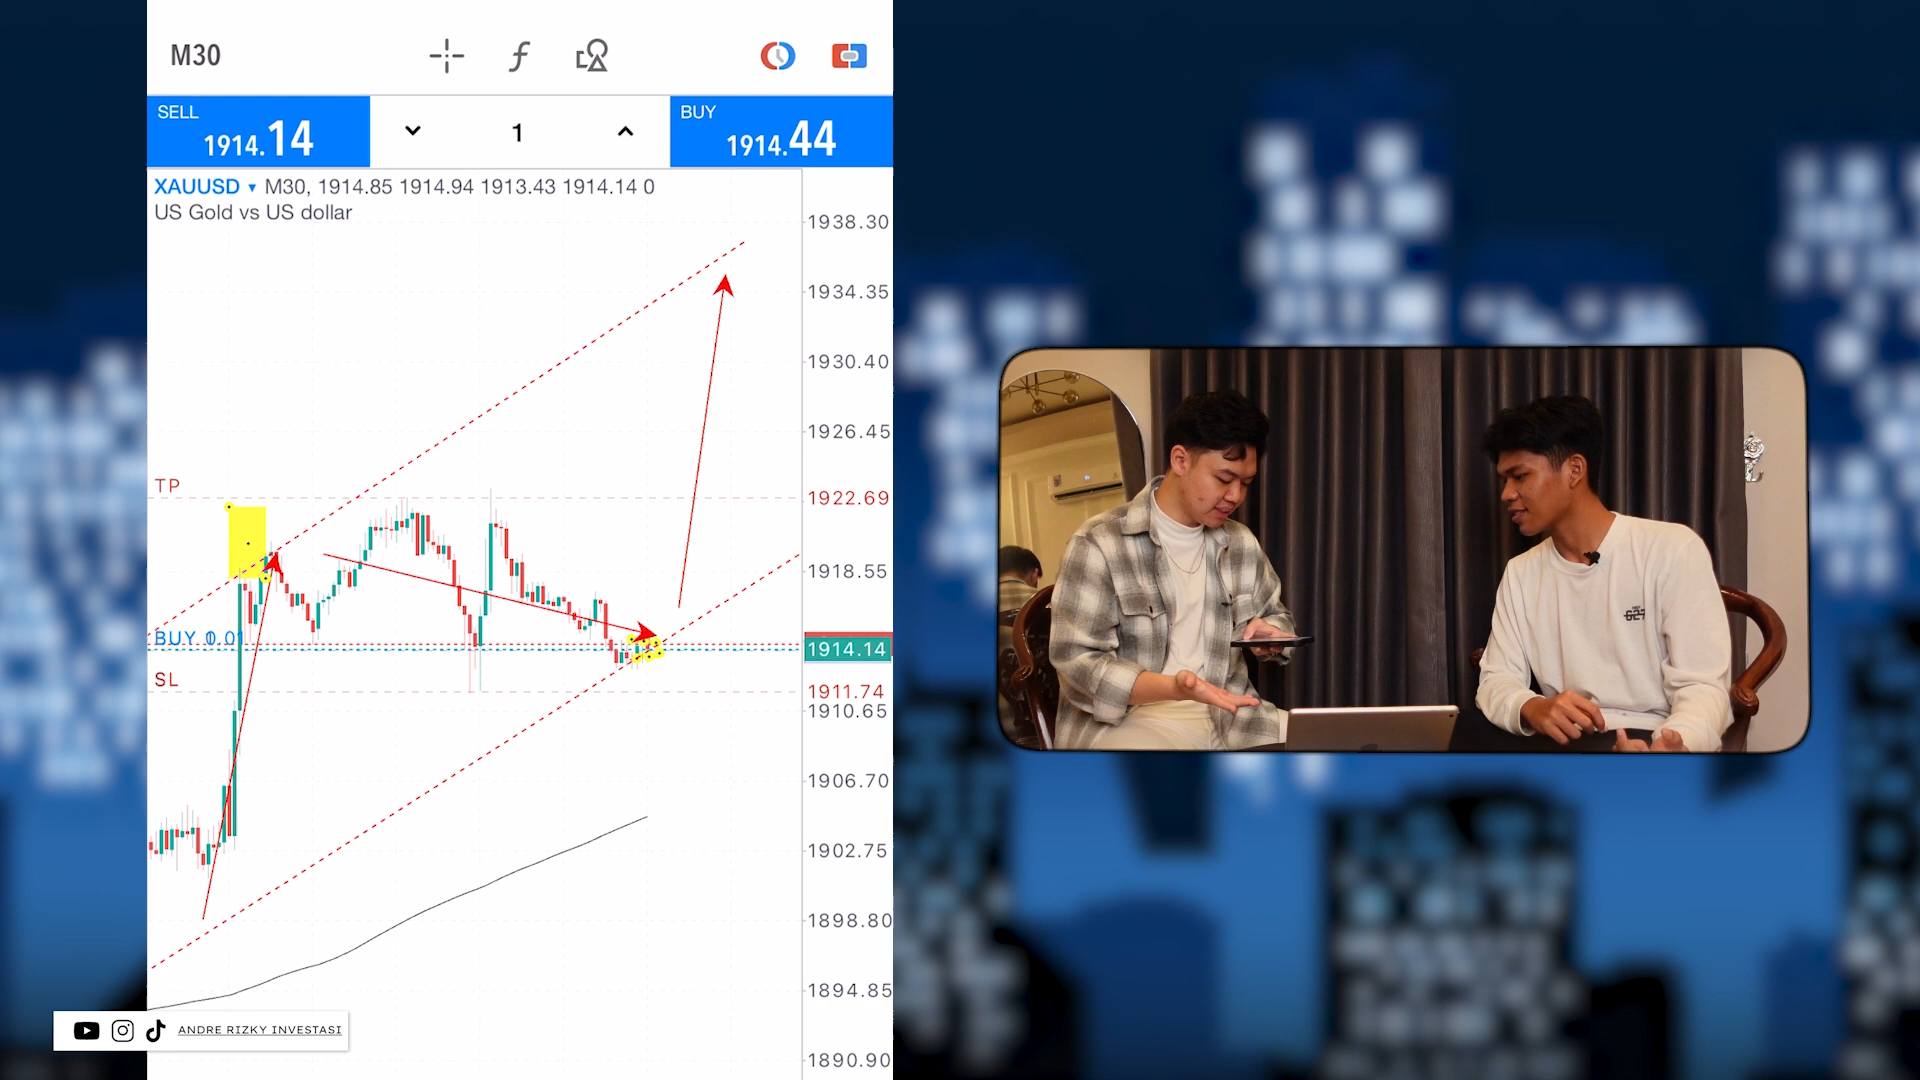 M30
SELL
1914.14
1
BUY
1914.44
XAUUSD ▾ M30, 1914.85 1914.94 1913.43 1914.14 0
US Gold vs US dollar
1938.30
1934.35
1930.40
1926.45
TP
1922.69
1918.55
BUY 0.01
1914.14
SL
1911.74
1910.65
1906.70
1902.75
1898.80
1894.85
1890.90
ANDRE RIZKY INVESTASI